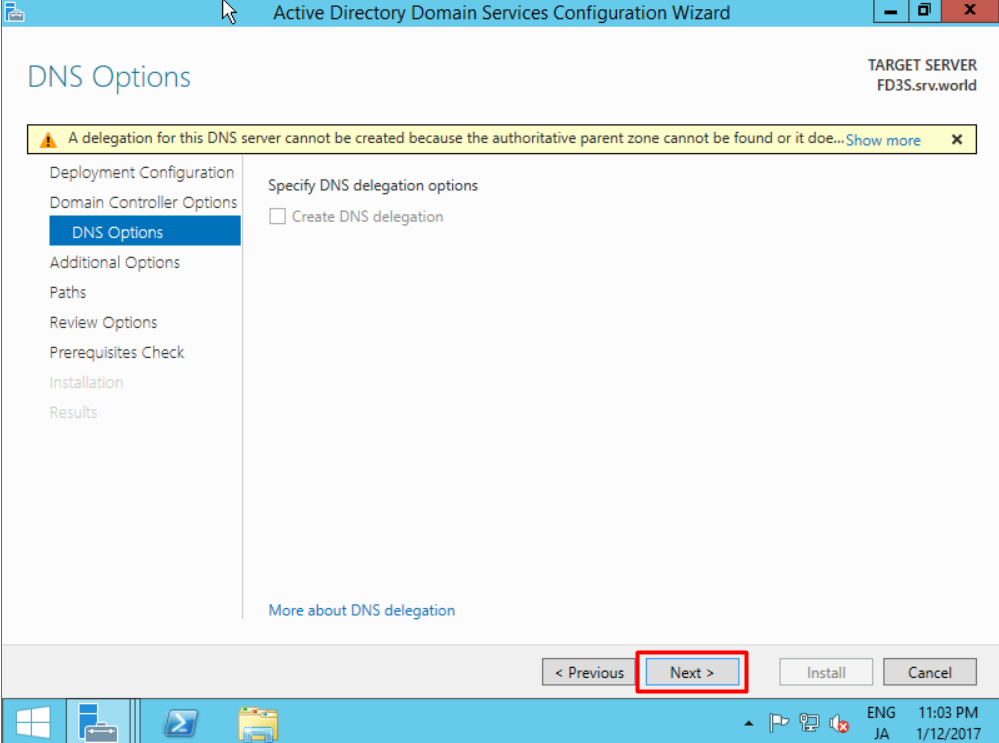 Active Directory Domain Services Configuration Wizard
DNS Options
TARGET SERVER
FD3S.srv.world
A delegation for this DNS server cannot be created because the authoritative parent zone cannot be found or it doe... Show more
Deployment Configuration
Domain Controller Options
DNS Options
Additional Options
Paths
Review Options
Prerequisites Check
Installation
Results
Specify DNS delegation options
Create DNS delegation
More about DNS delegation
< Previous
Next >
Install
Cancel
ENG
JA
11:03 PM
1/12/2017